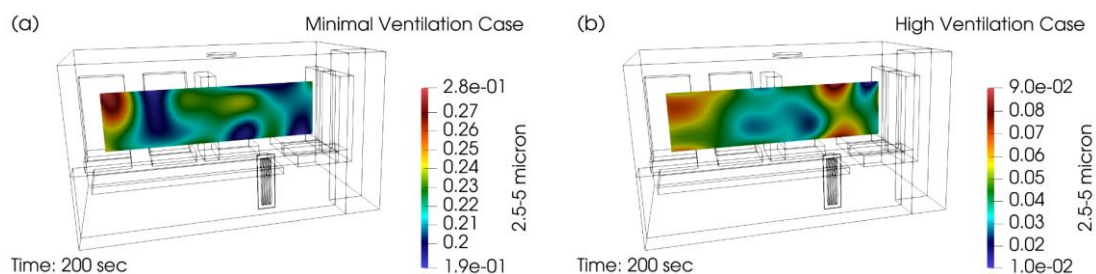 (a)
Minimal Ventilation Case
2.8e-01
0.27
0.26
0.25
0.24
0.23
0.22
0.21
0.2
1.9e-01
2.5-5 micron
Time: 200 sec
(b)
High Ventilation Case
9.0e-02
0.08
0.07
0.06
0.05
0.04
0.03
0.02
1.0e-02
2.5-5 micron
Time: 200 sec